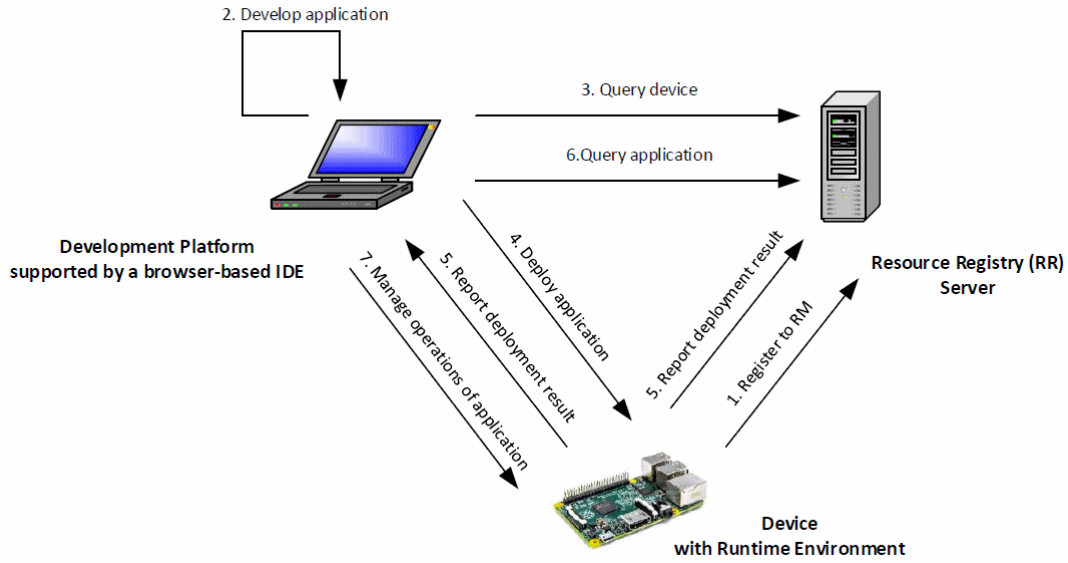 2. Develop application
3. Query device
6.Query application
4. Deploy application
5. Report deployment result
7. Manage operations of application
5. Report deployment result
1. Register to RM
Development Platform
supported by a browser-based IDE
Resource Registry (RR)
Server
Device
with Runtime Environment